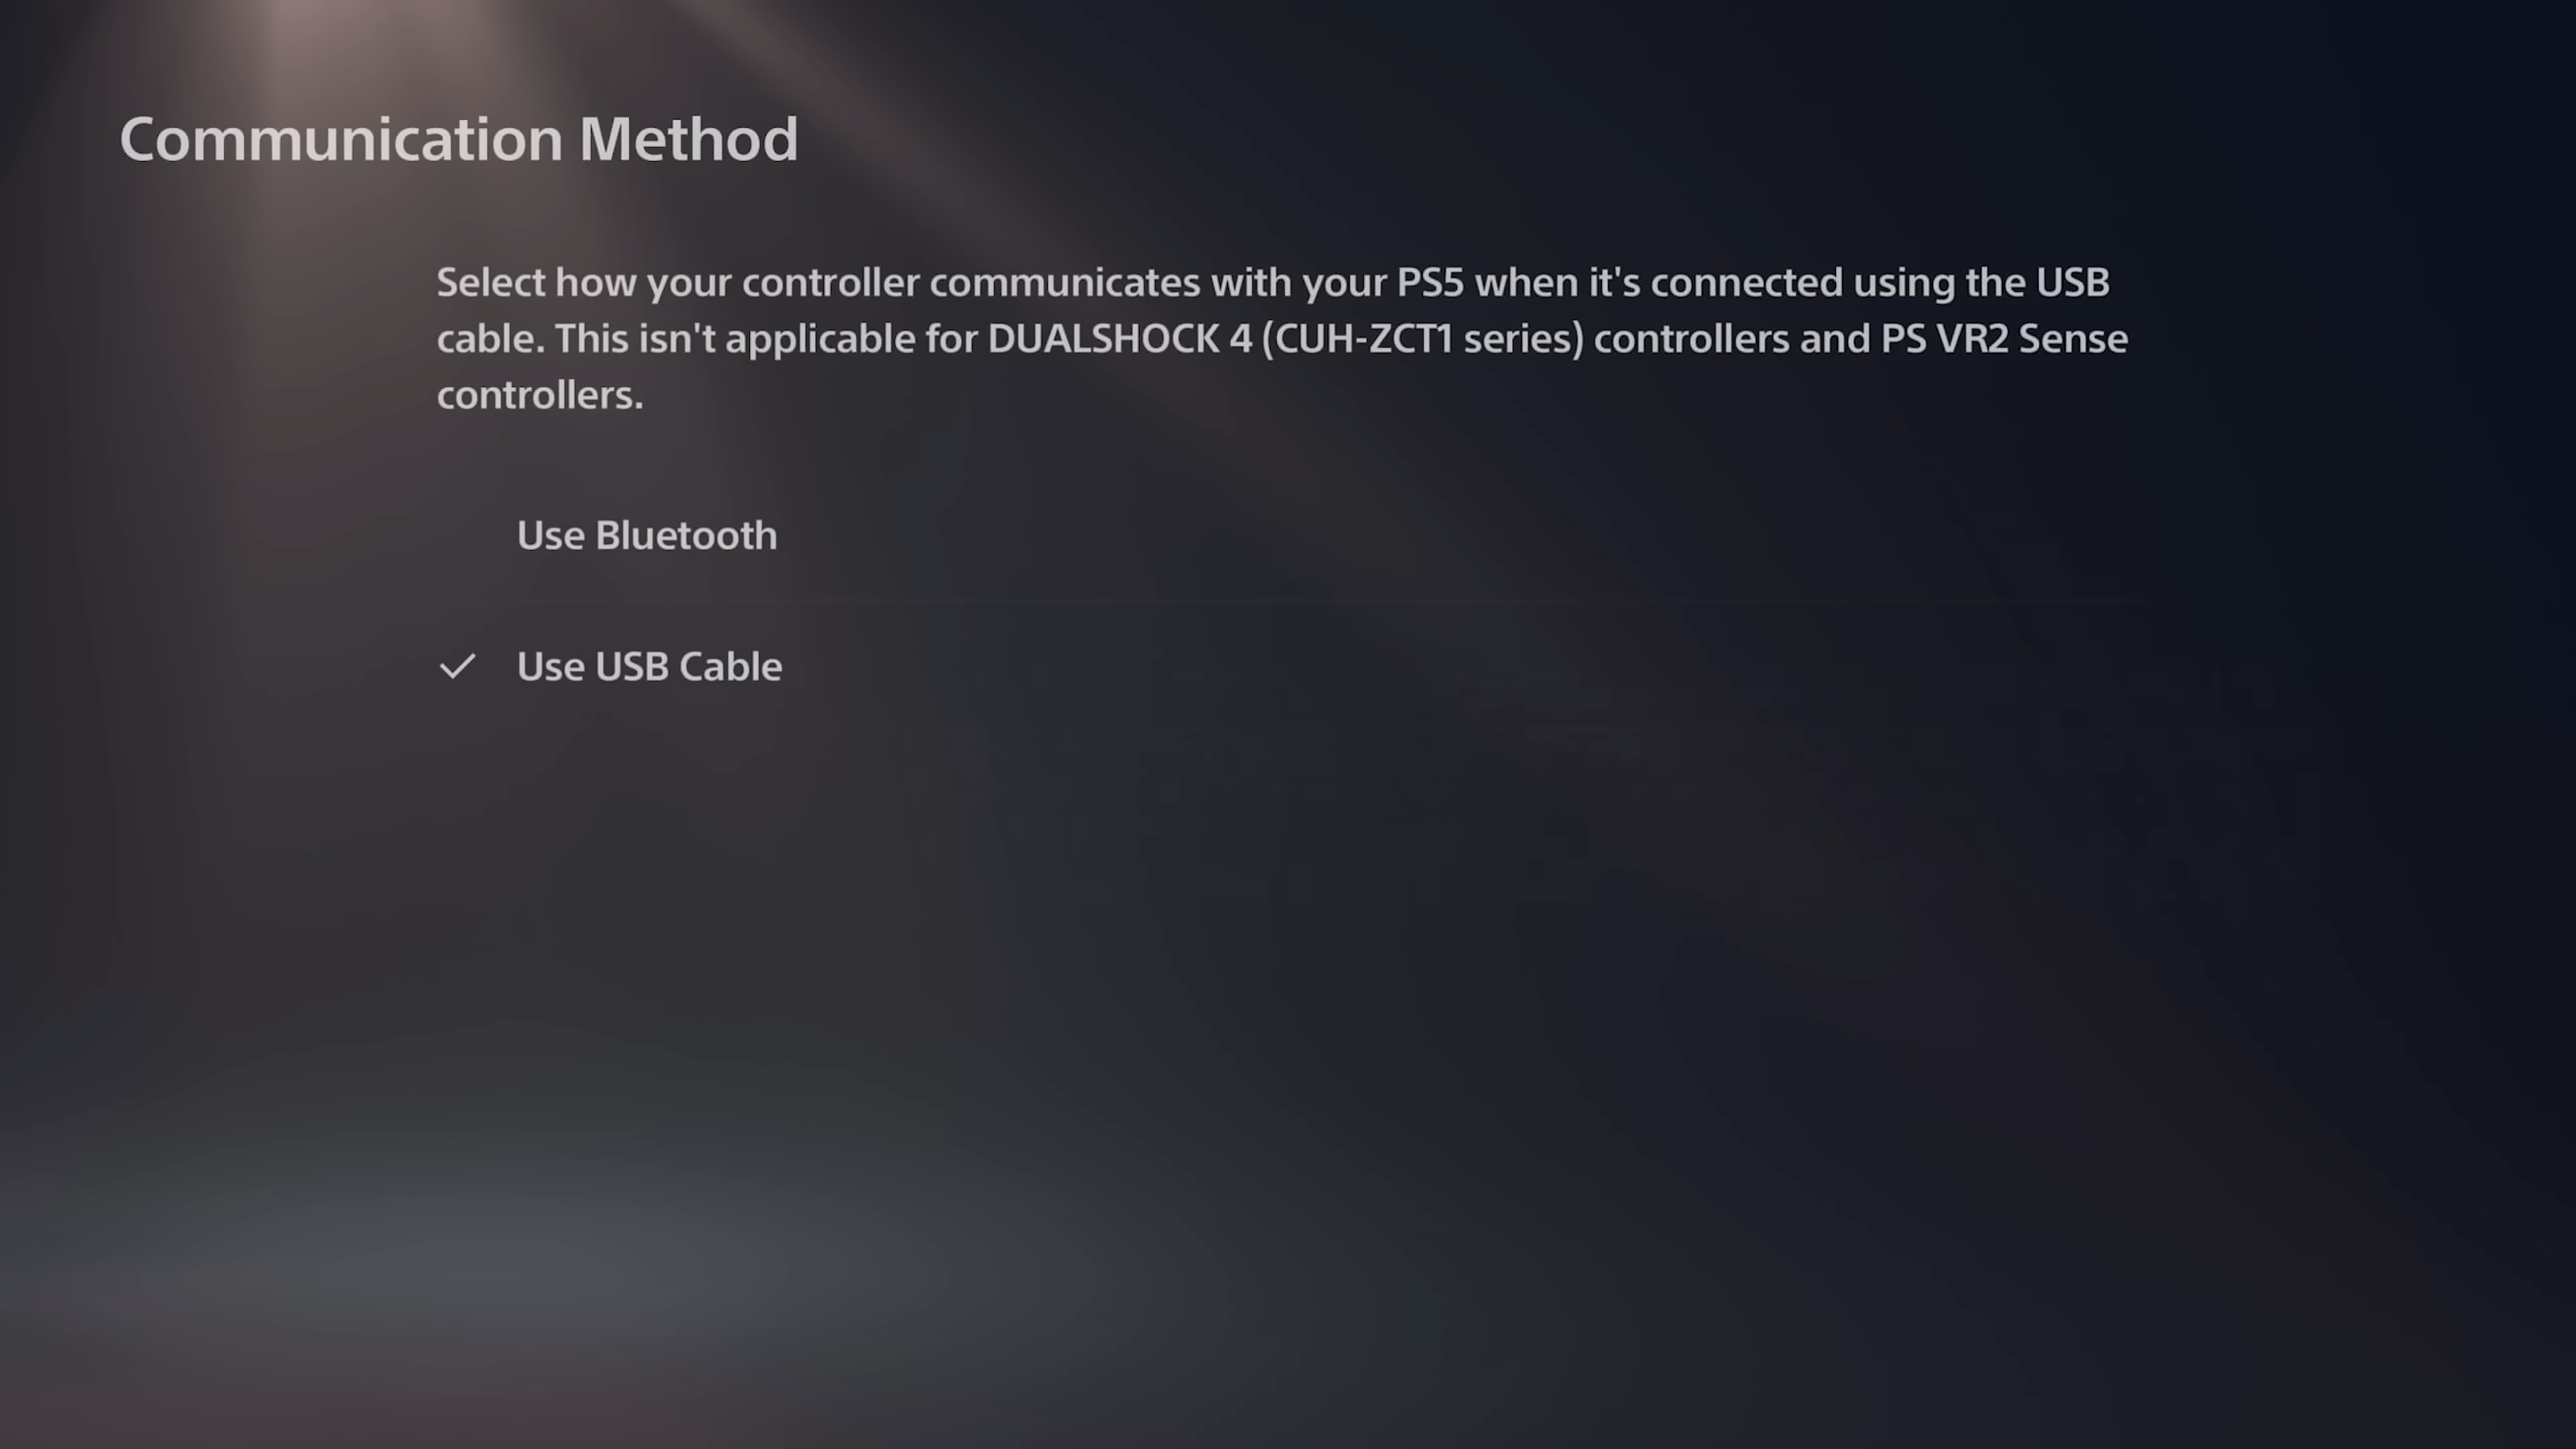 Communication Method
Select how your controller communicates with your PS5 when it's connected using the USB
cable. This isn't applicable for DUALSHOCK 4 (CUH-ZCT1 series) controllers and PS VR2 Sense
controllers.
Use Bluetooth
Use USB Cable